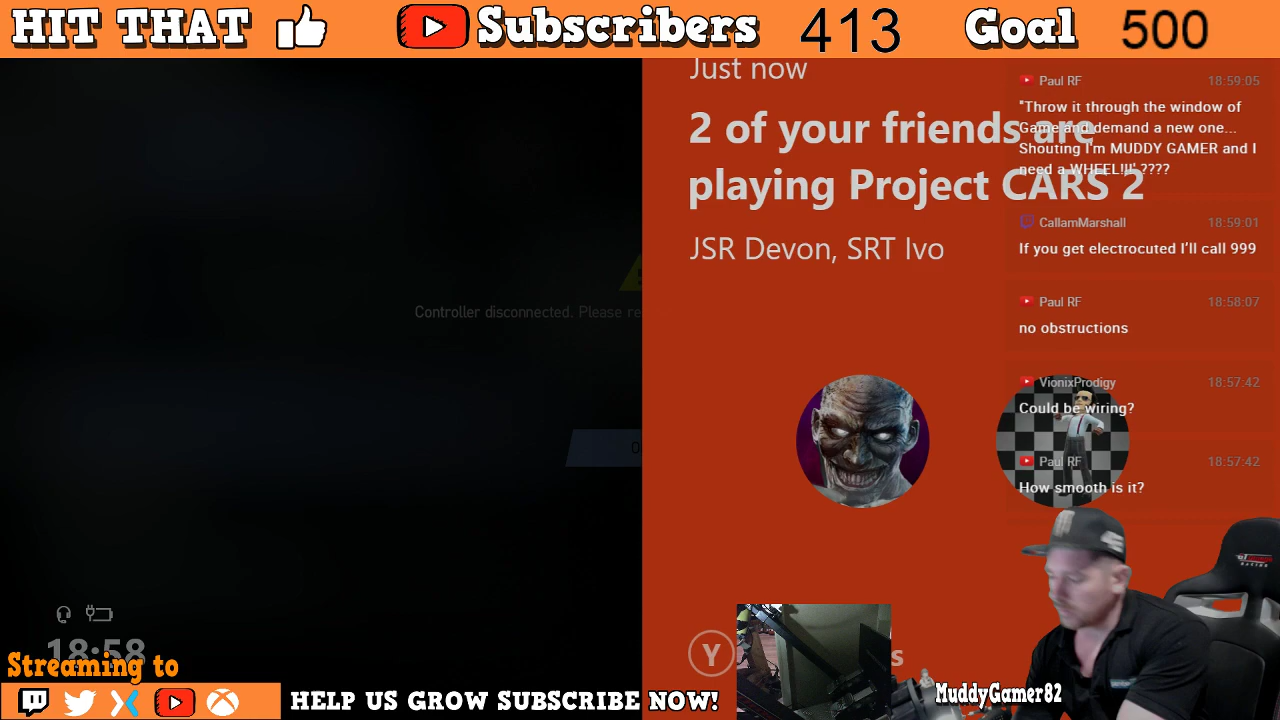 HIT THAT
Subscribers 413 Goal 500
Just now
2 of your friends are
playing Project CARS 2
JSR Devon, SRT Ivo
Paul RF 18:59:05
"Throw it through the window of
Game and demand a new one...
Shouting I'm MUDDY GAMER and I
need a WHEEL!!!' ????
CallamMarshall 18:59:01
If you get electrocuted I'll call 999
Paul RF 18:58:07
no obstructions
VionixProdigy 18:57:42
Could be wiring?
Paul RF 18:57:42
How smooth is it?
Controller disconnected. Please re
18:58
Streaming to
Y
s
HELP US GROW SUBSCRIBE NOW!
MuddyGamer82